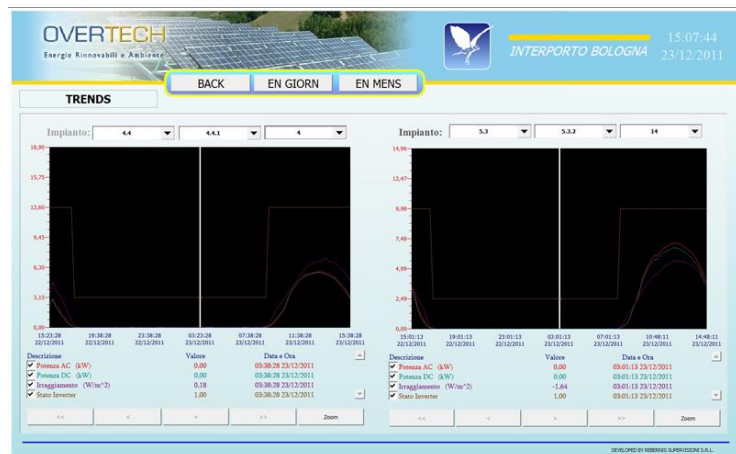 OVERTECH
Energie Rinnovabili e Ambiente
INTERPORTO BOLOGNA
15:07:44
23/12/2011
BACK EN GIORN EN MENS
TRENDS
Impianto: 4.4 4.4.1 4
18,90
15,75
12,60
9,45
6,30
3,15
0,00
15:23:28 19:38:28 23:38:28 03:23:28 07:38:28 11:38:28 15:38:28
22/12/2011 22/12/2011 22/12/2011 23/12/2011 23/12/2011 23/12/2011 23/12/2011
Descrizione Valore Data e Ora
Potenza AC (kW) 0,00 03:38:28 23/12/2011
Potenza DC (kW) 0,00 03:38:28 23/12/2011
Irraggiamento (W/m^2) 0,18 03:38:28 23/12/2011
Stato Inverter 1,00 03:38:28 23/12/2011
<< < > >> Zoom
Impianto: 5.3 5.3.2 14
14,96
12,47
9,98
7,48
4,99
2,49
0,00
15:01:13 19:01:13 23:01:13 03:01:13 07:01:13 10:48:11 14:48:11
22/12/2011 22/12/2011 22/12/2011 23/12/2011 23/12/2011 23/12/2011 23/12/2011
Descrizione Valore Data e Ora
Potenza AC (kW) 0,00 03:01:13 23/12/2011
Potenza DC (kW) 0,00 03:01:13 23/12/2011
Irraggiamento (W/m^2) -1,64 03:01:13 23/12/2011
Stato Inverter 1,00 03:01:13 23/12/2011
<< < > >> Zoom
DEVELOPED BY REBERNIG SUPERVISIONI S.R.L.